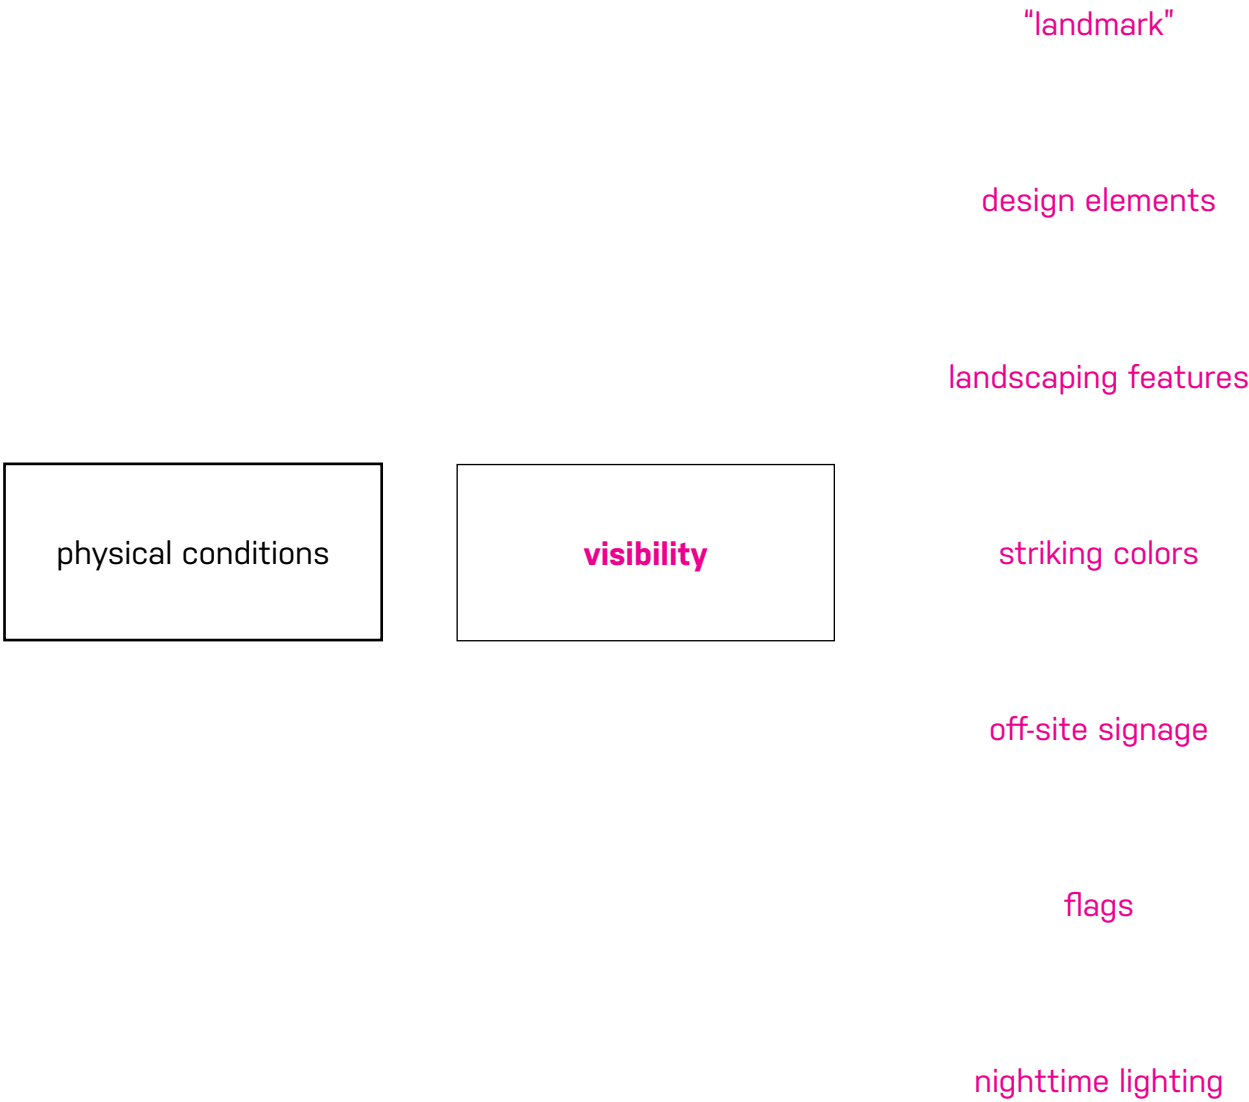 “landmark”
design elements
landscaping features
physical conditions
visibility
striking colors
off-site signage
flags
nighttime lighting